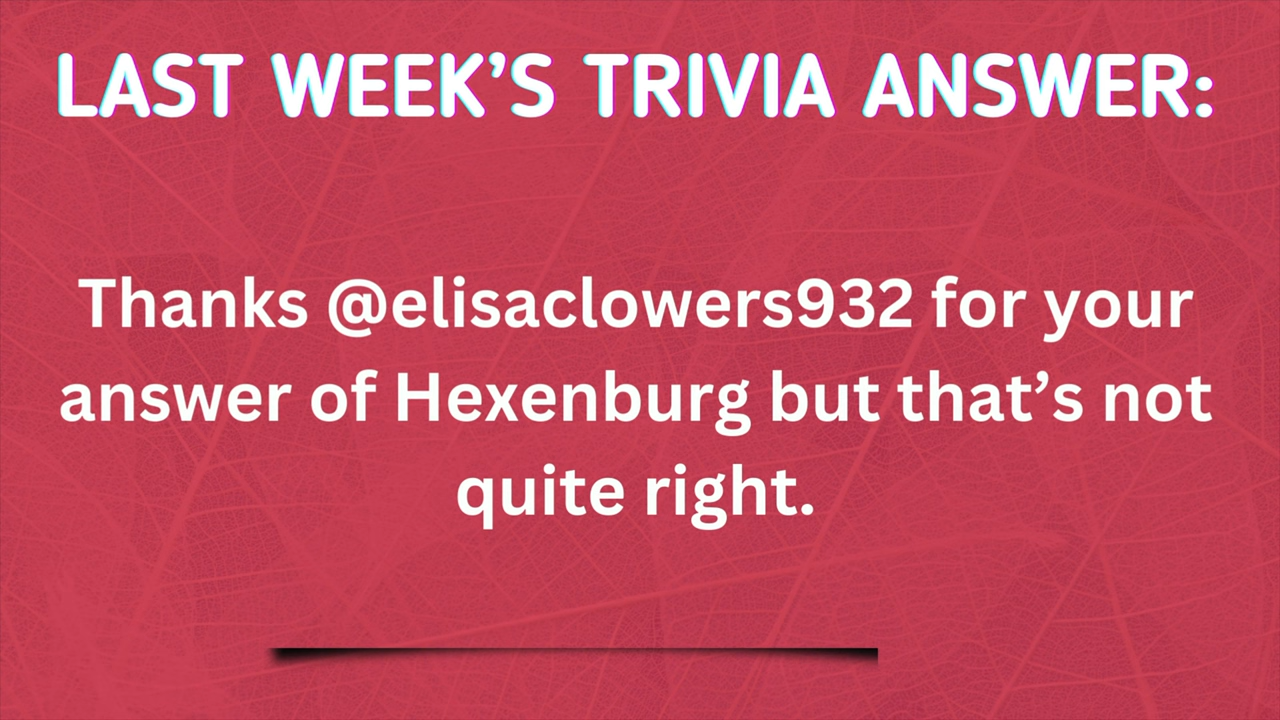 LAST WEEK’S TRIVIA ANSWER:
Thanks @elisaclowers932 for your
answer of Hexenburg but that’s not
quite right.